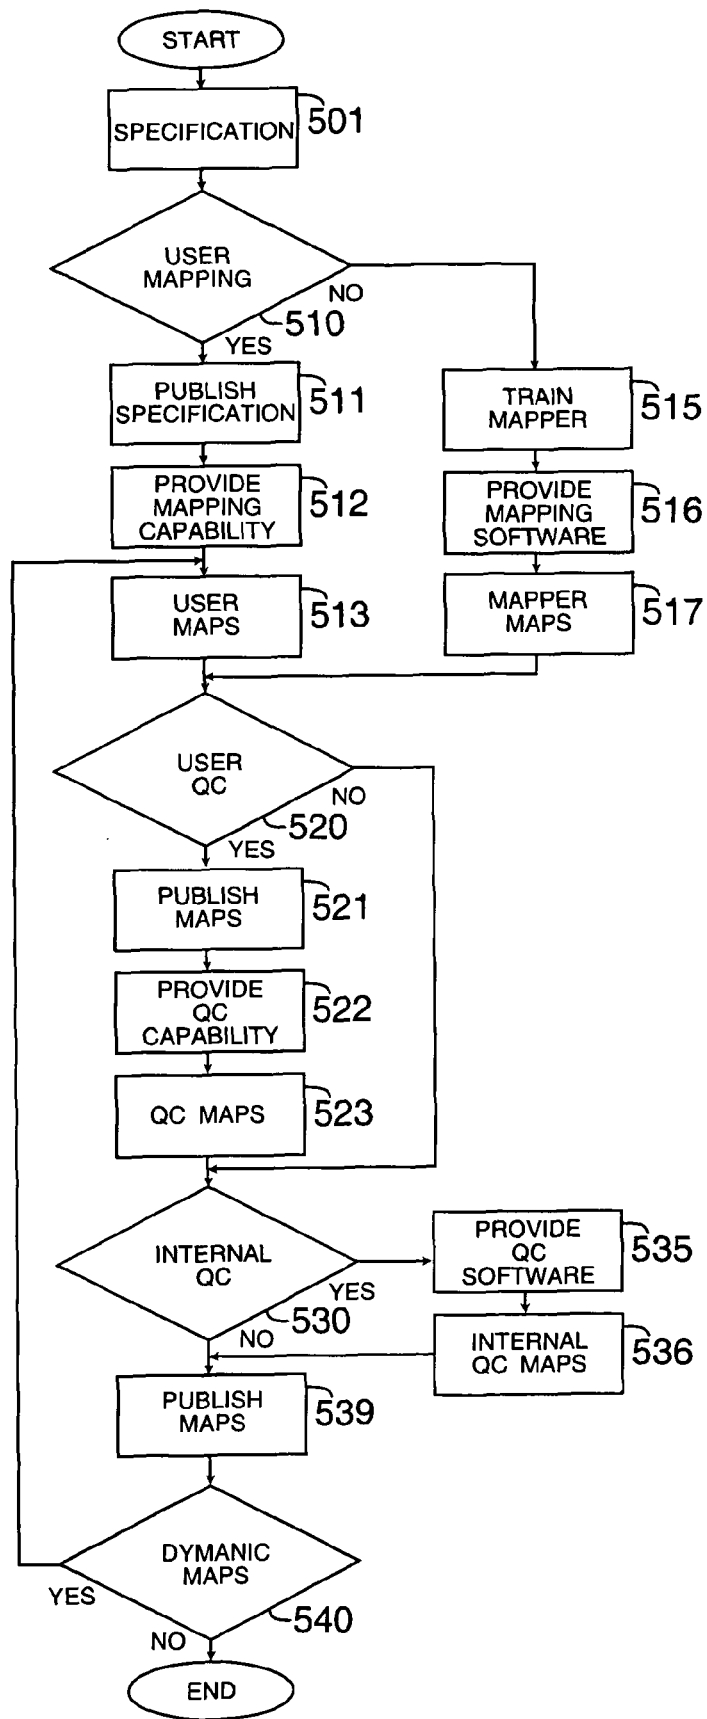 START
SPECIFICATION
501
USER
MAPPING
NO
510
YES
PUBLISH
SPECIFICATION
511
TRAIN
MAPPER
515
PROVIDE
MAPPING
CAPABILITY
512
PROVIDE
MAPPING
SOFTWARE
516
USER
MAPS
513
MAPPER
MAPS
517
USER
QC
NO
520
YES
PUBLISH
MAPS
521
PROVIDE
QC
CAPABILITY
522
QC MAPS
523
INTERNAL
QC
YES
530
NO
PROVIDE
QC
SOFTWARE
535
INTERNAL
QC MAPS
536
PUBLISH
MAPS
539
DYMANIC
MAPS
YES
540
NO
END